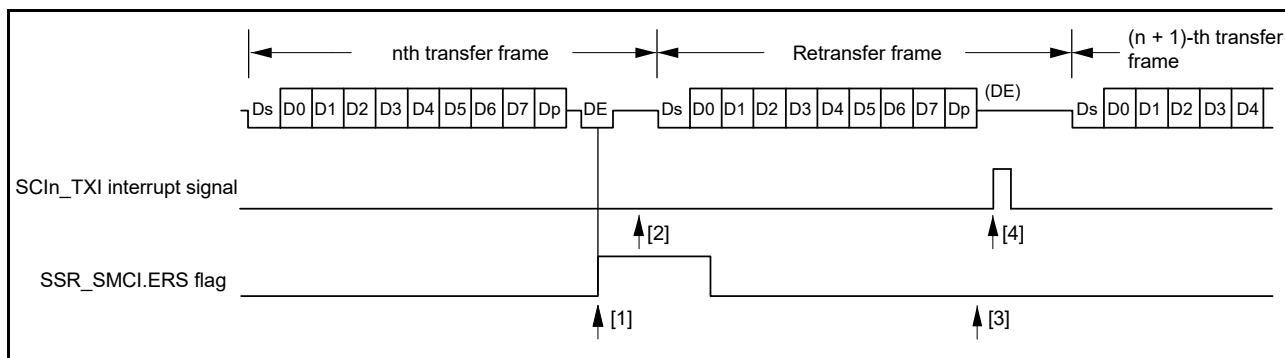 nth transfer frame Retransfer frame (n + 1)-th transfer frame
Ds D0 D1 D2 D3 D4 D5 D6 D7 Dp DE Ds D0 D1 D2 D3 D4 D5 D6 D7 Dp (DE) Ds D0 D1 D2 D3 D4
SCIn_TXI interrupt signal
[2] [4]
SSR_SMCI.ERS flag
[1] [3]